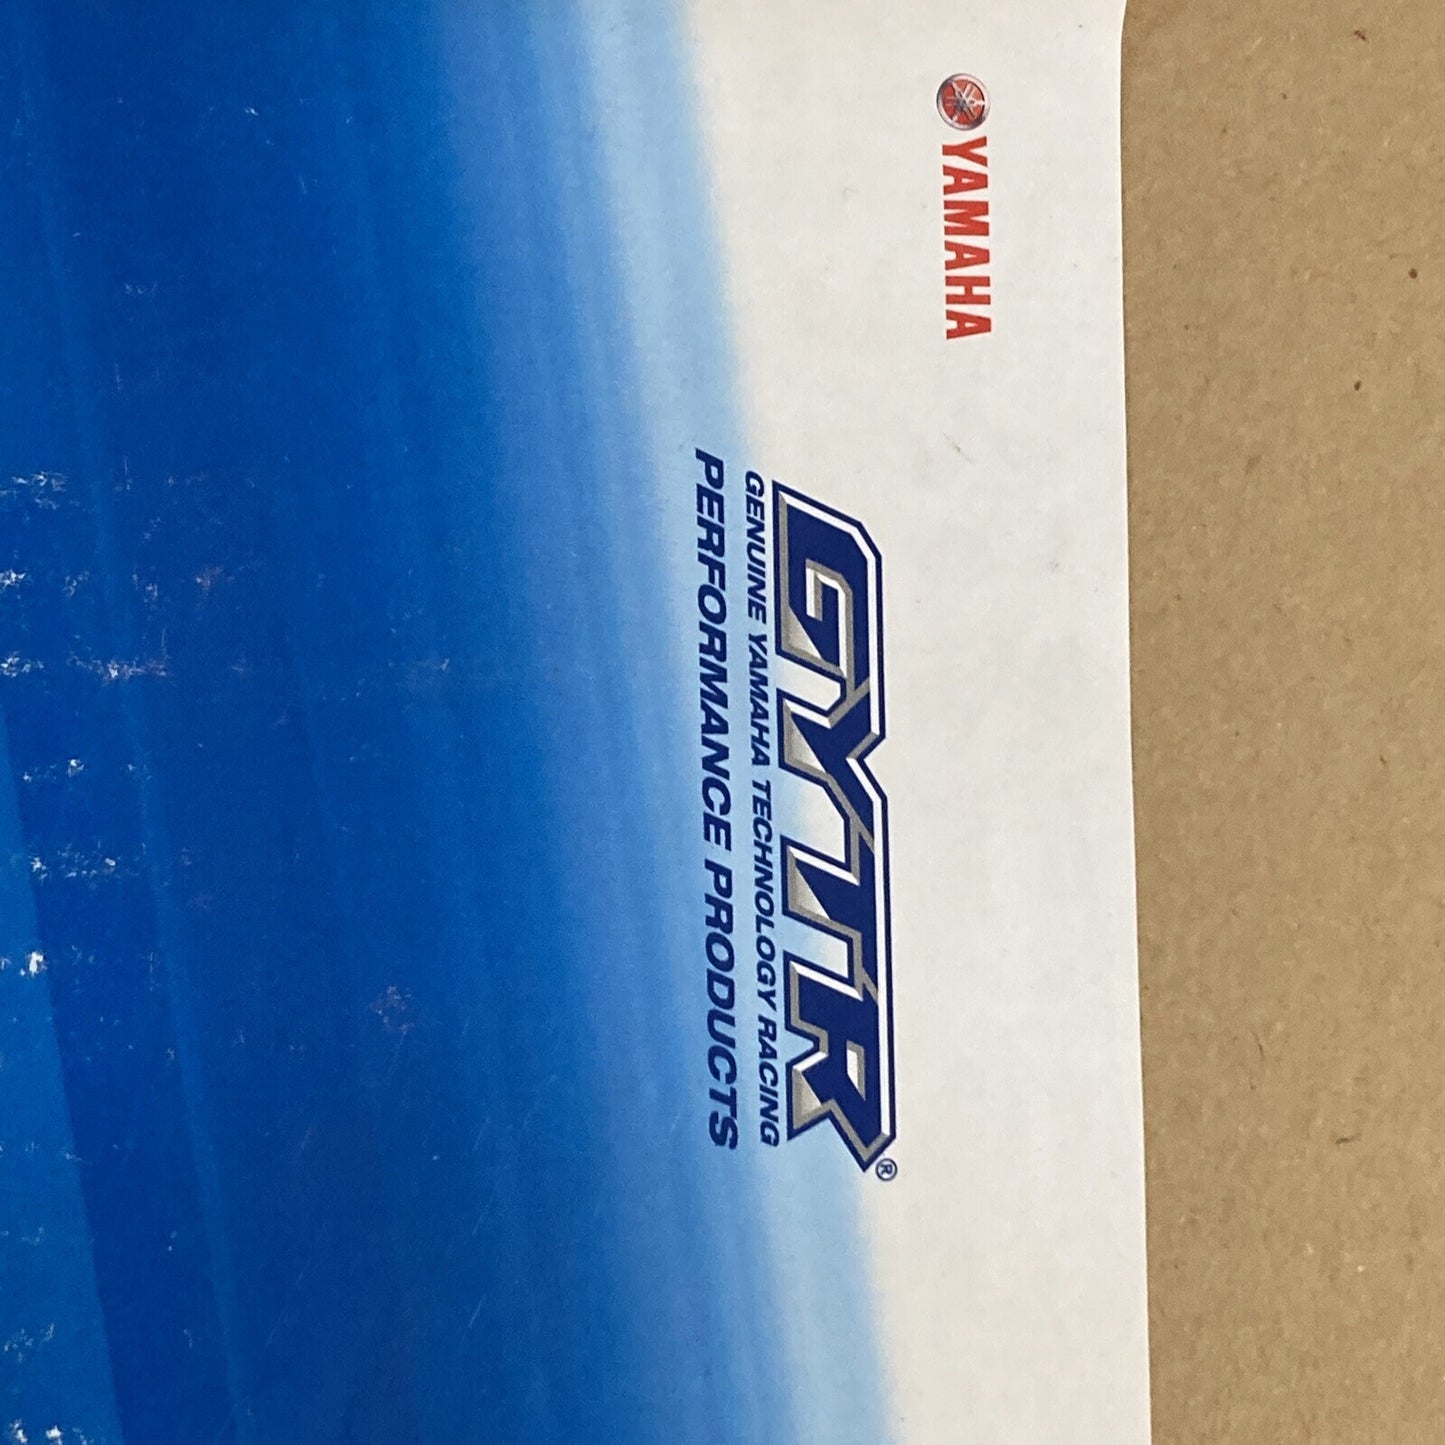 YAMAHA
GYTR®
GENUINE YAMAHA TECHNOLOGY RACING
PERFORMANCE PRODUCTS